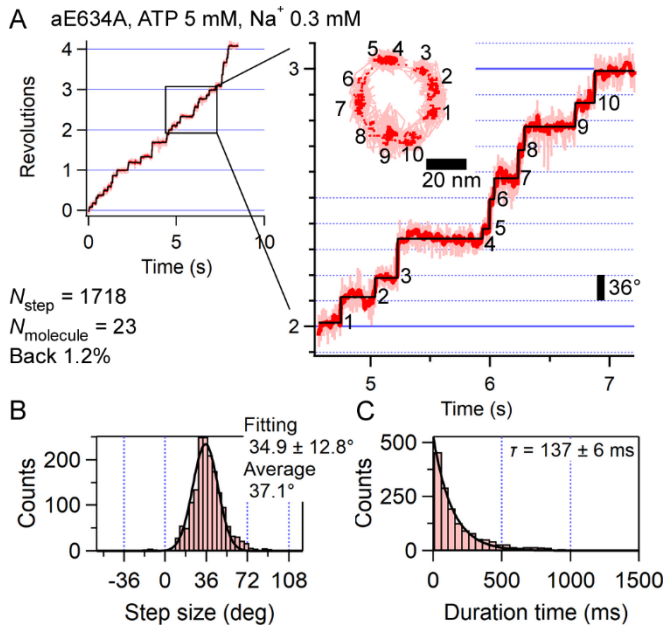 A aE634A, ATP 5 mM, Na⁺ 0.3 mM
Revolutions
4
3
2
1
0
0 5 10
Time (s)
N_step = 1718
N_molecule = 23
Back 1.2%
3
2
5 4 3
6 2
7 1
8 9 10
20 nm
10
9
8
7
6
5
4
3
2
1
36°
5 6 7
Time (s)
B
Fitting
34.9 ± 12.8°
Average
37.1°
Counts
200
100
0
-36 0 36 72 108
Step size (deg)
C
τ = 137 ± 6 ms
Counts
500
250
0
0 500 1000 1500
Duration time (ms)